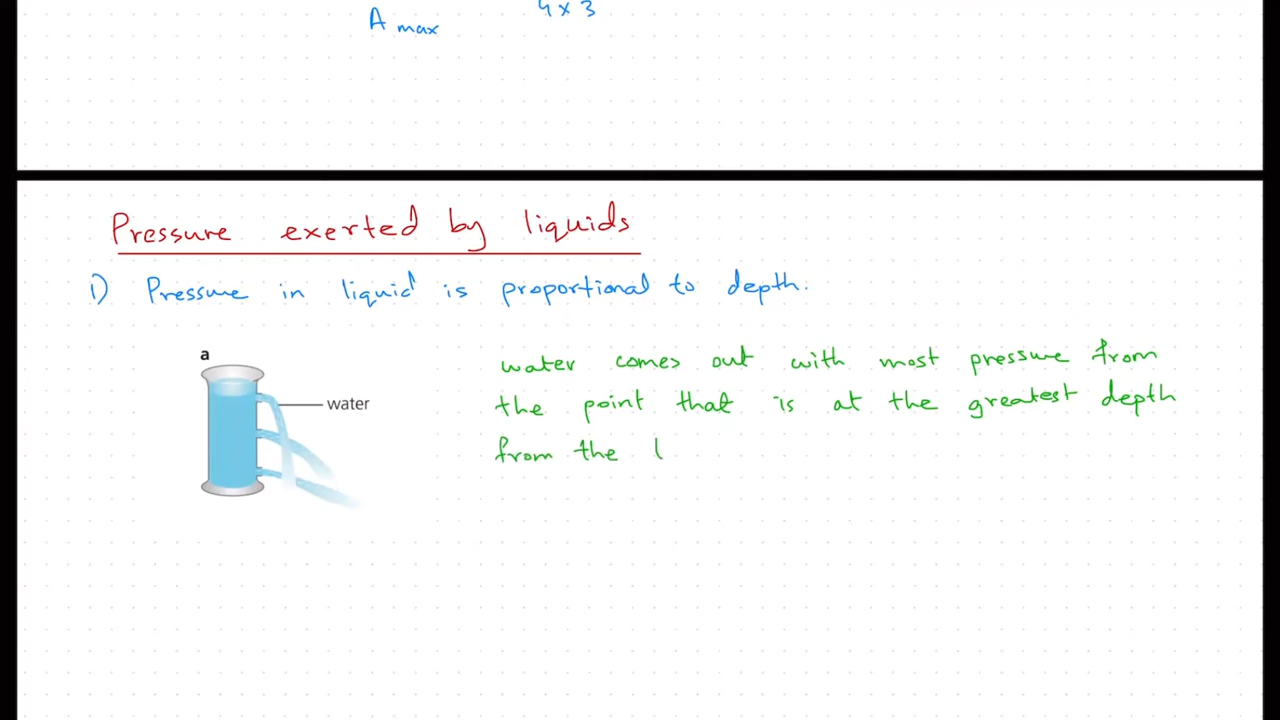 A max
4 x 3
Pressure exerted by liquids
1) Pressure in liquid is proportional to depth.
a
water
water comes out with most pressure from
the point that is at the greatest depth
from the l